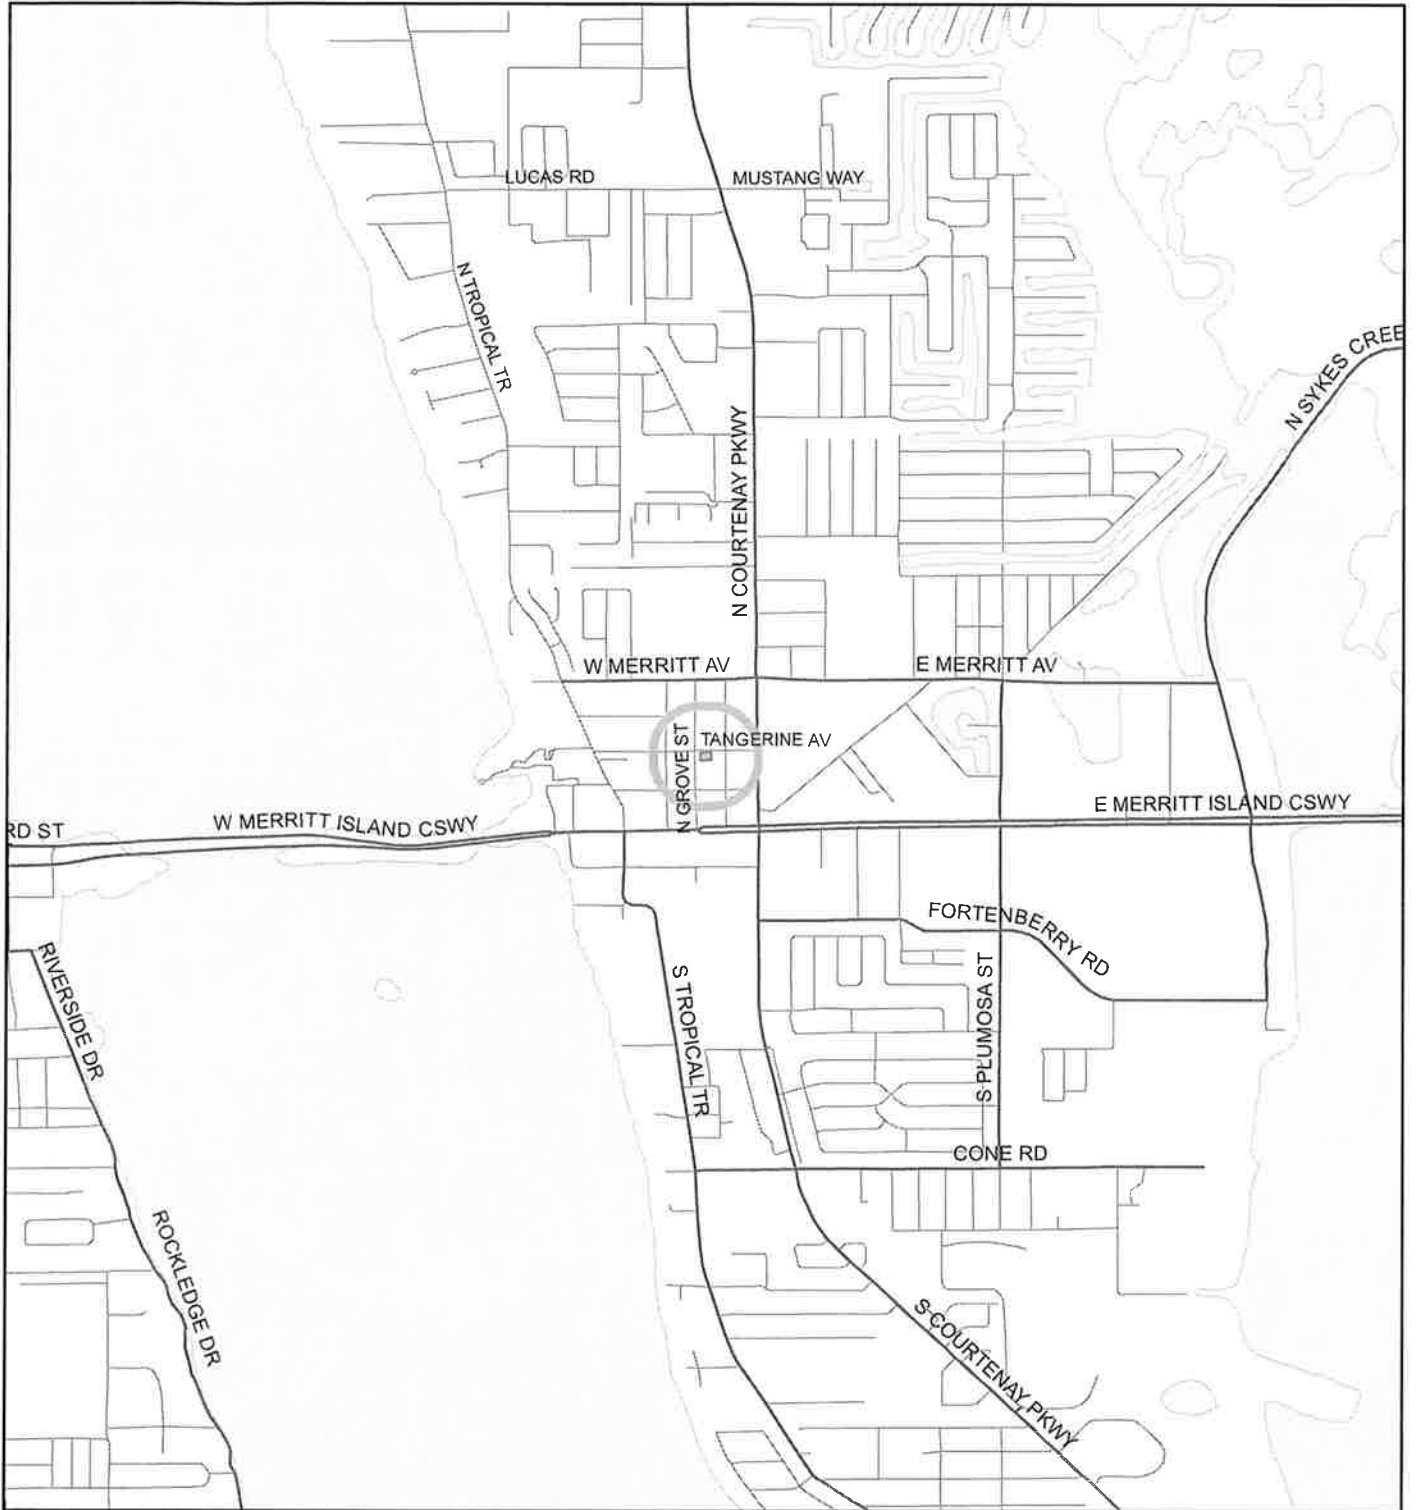 LUCAS RD
MUSTANG WAY
N TROPICAL TR
N SYKES CREE
N COURTENAY PKWY
W MERRITT AV
E MERRITT AV
N GROVE ST
TANGERINE AV
E MERRITT ISLAND CSWY
W MERRITT ISLAND CSWY
RD ST
FORTENBERRY RD
RIVERSIDE DR
S TROPICAL TR
S PLUMOSA ST
CONE RD
ROCKLEDGE DR
S COURTENAY PKWY